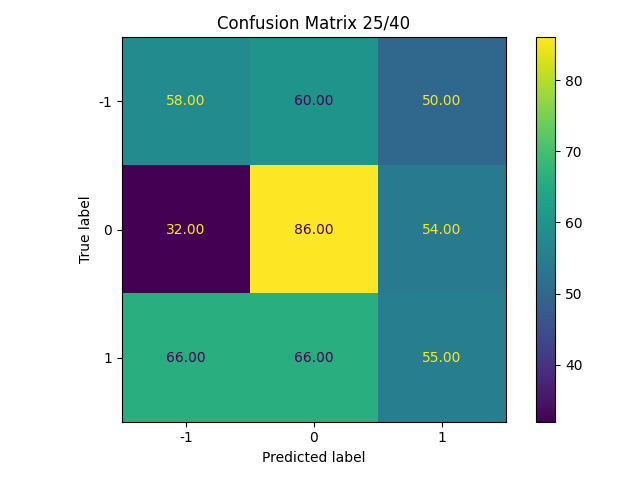 Confusion Matrix 25/40
-1 58.00 60.00 50.00
0 32.00 86.00 54.00
1 66.00 66.00 55.00
-1 0 1
Predicted label
True label
80
70
60
50
40